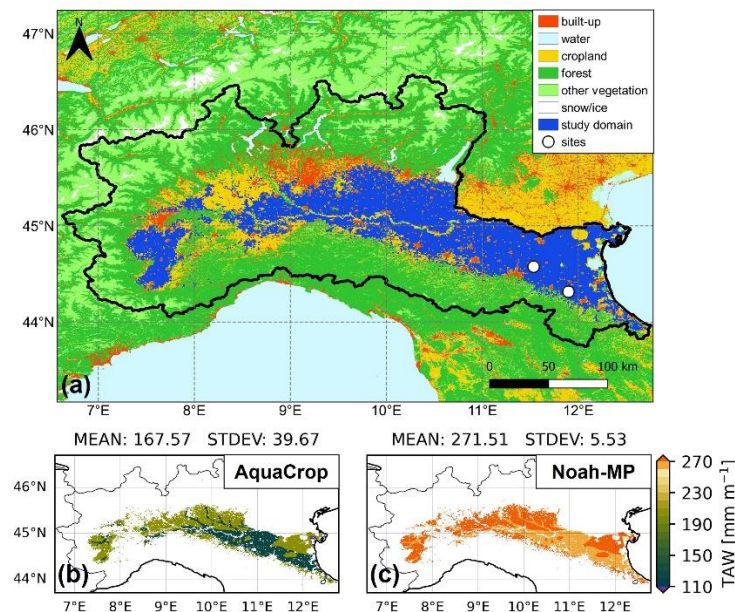 N
47°N
46°N
45°N
44°N
7°E
8°E
9°E
10°E
11°E
12°E
built-up
water
cropland
forest
other vegetation
snow/ice
study domain
sites
0
50
100 km
(a)
MEAN: 167.57 STDEV: 39.67
MEAN: 271.51 STDEV: 5.53
AquaCrop
Noah-MP
46°N
45°N
44°N
7°E
8°E
9°E
10°E
11°E
12°E
(b)
7°E
8°E
9°E
10°E
11°E
12°E
(c)
270
230
190
150
110
TAW [mm m⁻¹]